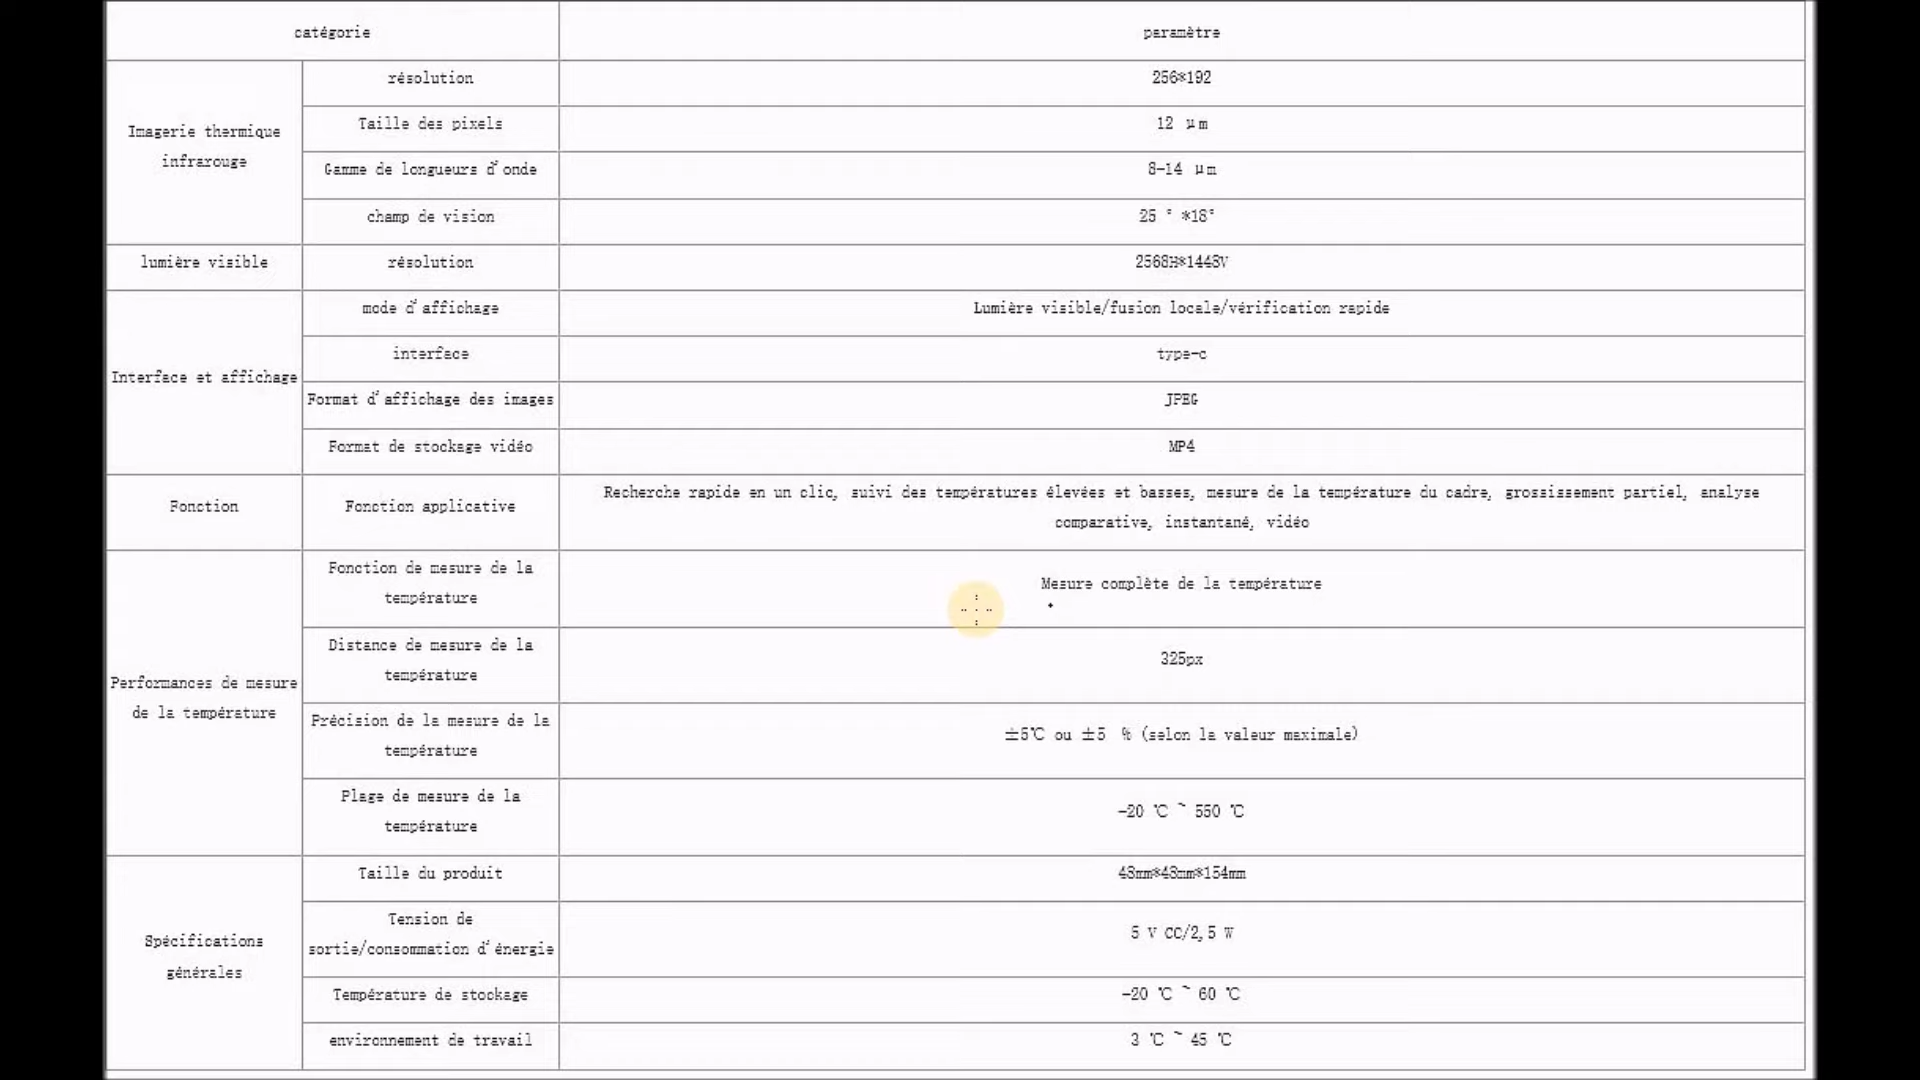 catégorie
paramètre
Imagerie thermique
infrarouge
résolution
256*192
Taille des pixels
12 μm
Gamme de longueurs d'onde
8-14 μm
champ de vision
25 ° *18°
lumière visible
résolution
2568H*1448V
Interface et affichage
mode d'affichage
Lumière visible/fusion locale/vérification rapide
interface
type-c
Format d'affichage des images
JPEG
Format de stockage vidéo
MP4
Fonction
Fonction applicative
Recherche rapide en un clic, suivi des températures élevées et basses, mesure de la température du cadre, grossissement partiel, analyse
comparative, instantané, vidéo
Performances de mesure
de la température
Fonction de mesure de la
température
Mesure complète de la température
Distance de mesure de la
température
325px
Précision de la mesure de la
température
±5℃ ou ±5 % (selon la valeur maximale)
Plage de mesure de la
température
-20 ℃ ~ 550 ℃
Spécifications
générales
Taille du produit
48mm*48mm*154mm
Tension de
sortie/consommation d'énergie
5 V CC/2,5 W
Température de stockage
-20 ℃ ~ 60 ℃
environnement de travail
3 ℃ ~ 45 ℃